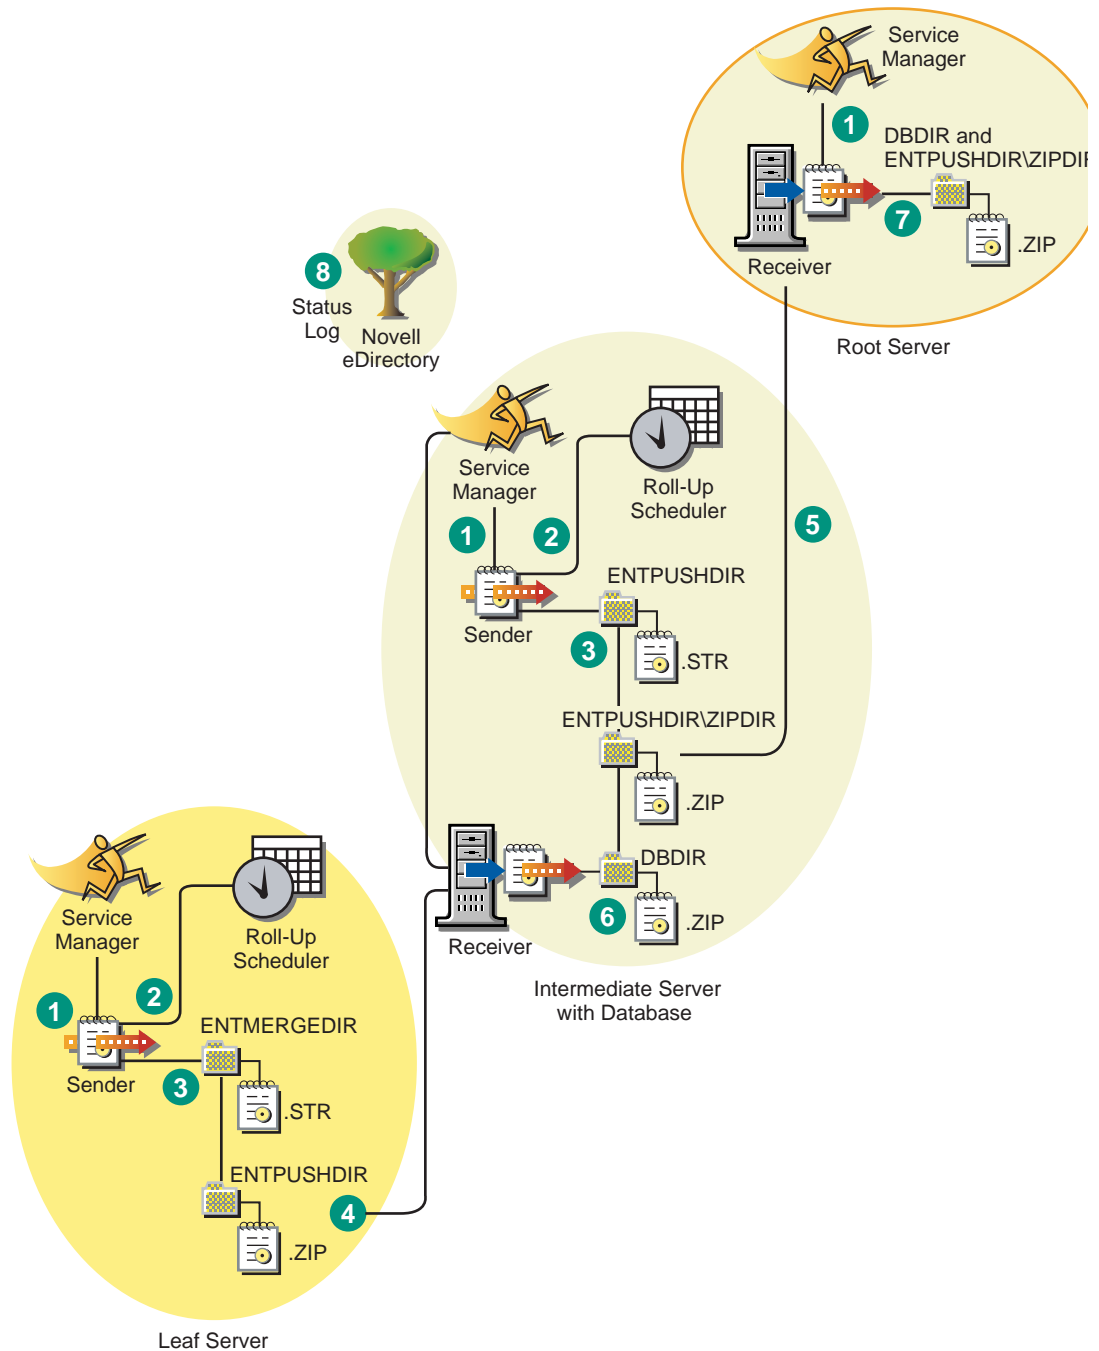 Service
Manager
1
DBDIR and
ENTPUSHDIR\ZIPDIR
7
.ZIP
Receiver
Root Server
8
Status
Log
Novell
eDirectory
Service
Manager
Roll-Up
Scheduler
1
2
5
ENTPUSHDIR
Sender
3
.STR
ENTPUSHDIR\ZIPDIR
.ZIP
DBDIR
6
.ZIP
Receiver
Intermediate Server
with Database
Service
Manager
Roll-Up
Scheduler
1
2
ENTMERGEDIR
Sender
3
.STR
ENTPUSHDIR
4
.ZIP
Leaf Server